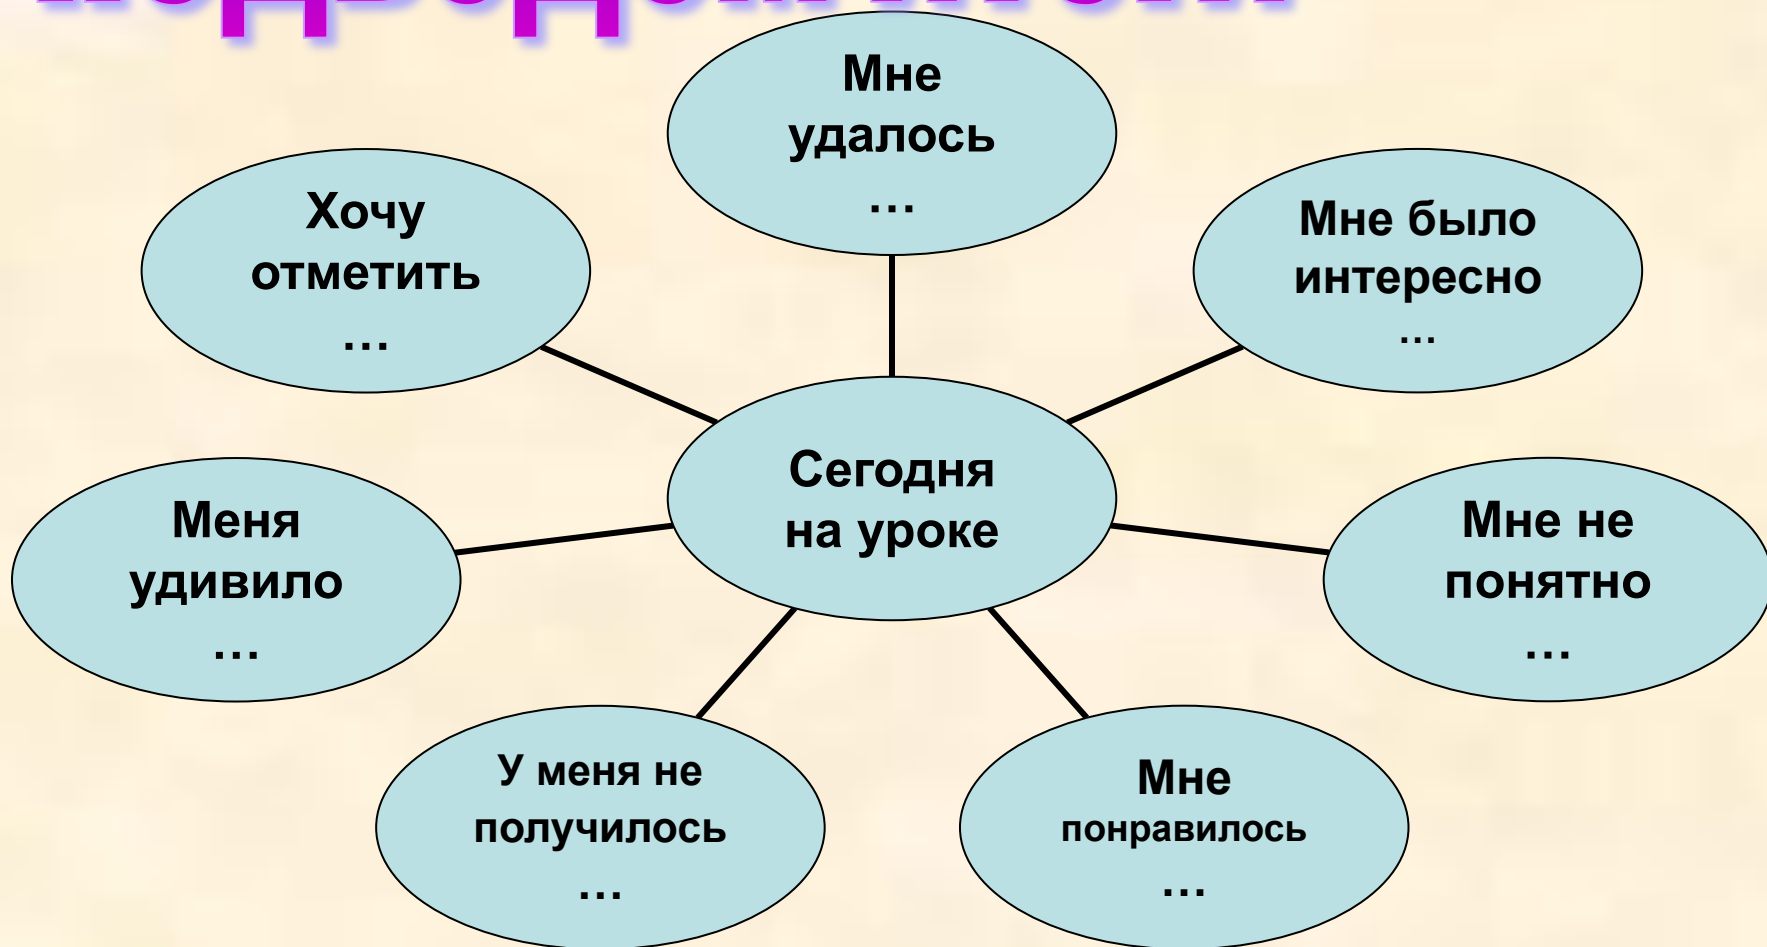 Мне
удалось
…
Хочу
отметить
…
Мне было
интересно
…
Сегодня
на уроке
Меня
удивило
…
Мне не
понятно
…
У меня не
получилось
…
Мне
понравилось
…